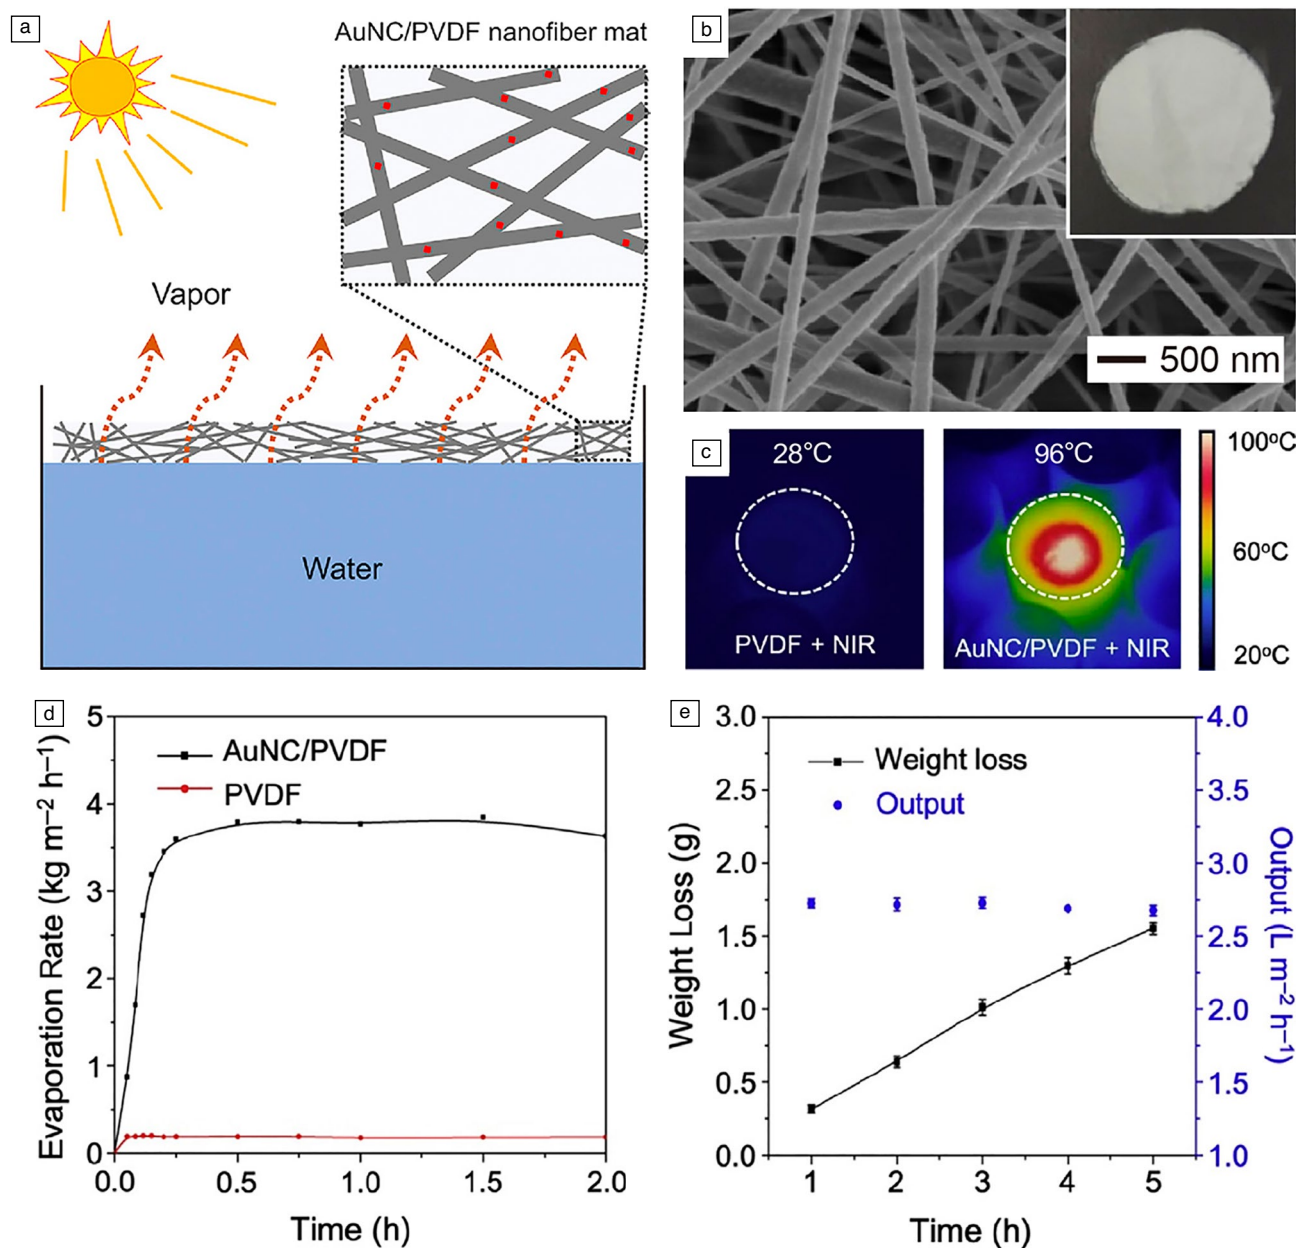 a
AuNC/PVDF nanofiber mat
Vapor
Water
b
500 nm
c
28°C
PVDF + NIR
96°C
AuNC/PVDF + NIR
100°C
60°C
20°C
d
Evaporation Rate (kg m⁻² h⁻¹)
5
4
3
2
1
0
AuNC/PVDF
PVDF
0.0 0.5 1.0 1.5 2.0
Time (h)
e
Weight Loss (g)
3.0
2.5
2.0
1.5
1.0
0.5
0.0
Weight loss
Output
4.0
3.5
3.0
2.5
2.0
1.5
1.0
Output (L m⁻² h⁻¹)
1 2 3 4 5
Time (h)